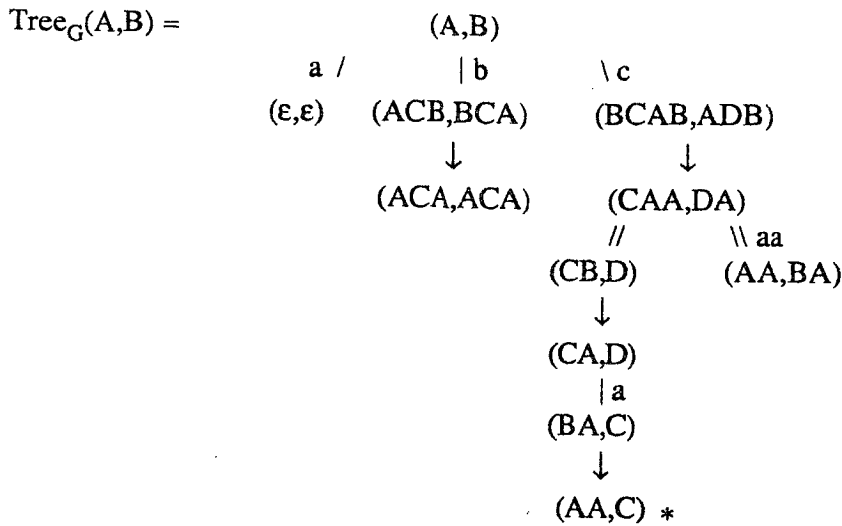 Tree_G(A,B) = (A,B)
a / | b \ c
(ε,ε) (ACB,BCA) (BCAB,ADB)
↓ ↓
(ACA,ACA) (CAA,DA)
// \\ aa
(CB,D) (AA,BA)
↓
(CA,D)
| a
(BA,C)
↓
(AA,C) *